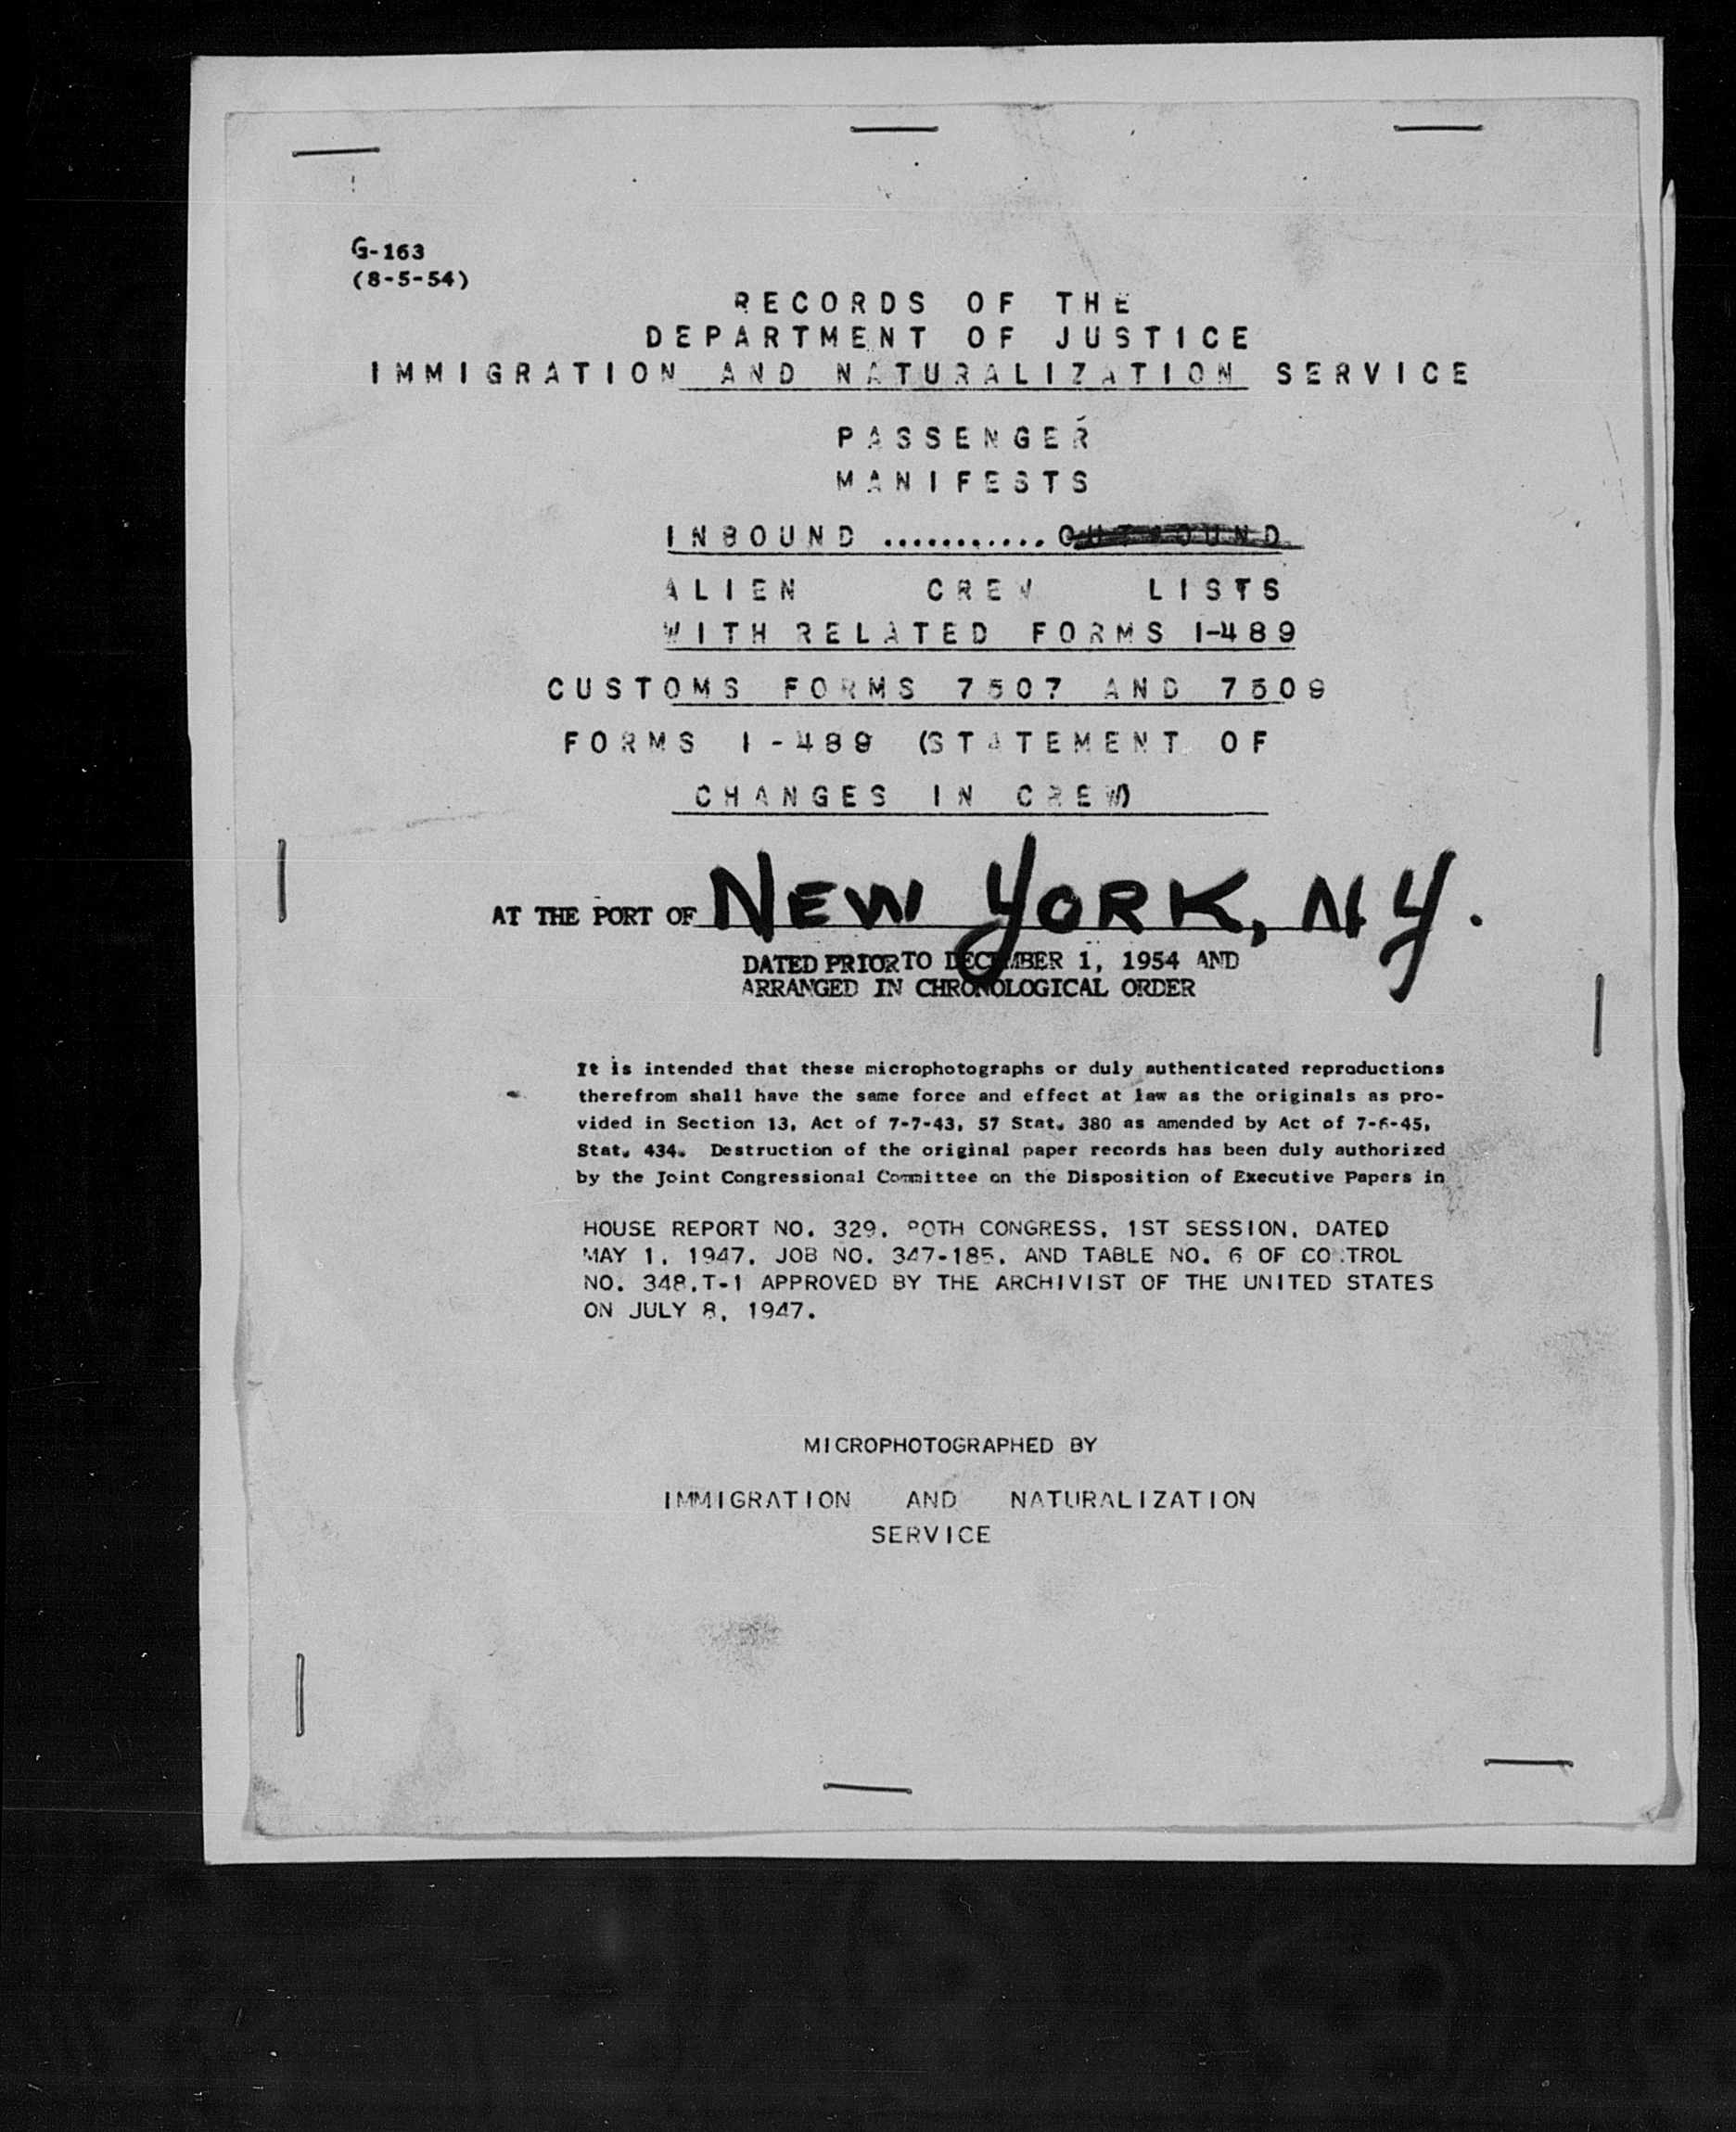 G-163
(8-5-54)
RECORDS OF THE
DEPARTMENT OF JUSTICE
IMMIGRATION AND NATURALIZATION SERVICE
PASSENGER
MANIFESTS
INBOUND ........... OUTBOUND
ALIEN CREW LISTS
WITH RELATED FORMS I-489
CUSTOMS FORMS 7507 AND 7509
FORMS I-489 (STATEMENT OF
CHANGES IN CREW)
AT THE PORT OF NEW YORK, NY.
DATED PRIOR TO DECEMBER 1, 1954 AND
ARRANGED IN CHRONOLOGICAL ORDER
It is intended that these microphotographs or duly authenticated reproductions
therefrom shall have the same force and effect at law as the originals as pro-
vided in Section 13, Act of 7-7-43, 57 Stat. 380 as amended by Act of 7-6-45,
Stat. 434. Destruction of the original paper records has been duly authorized
by the Joint Congressional Committee on the Disposition of Executive Papers in
HOUSE REPORT NO. 329, 80TH CONGRESS, 1ST SESSION, DATED
MAY 1, 1947, JOB NO. 347-185, AND TABLE NO. 6 OF CONTROL
NO. 348,T-1 APPROVED BY THE ARCHIVIST OF THE UNITED STATES
ON JULY 8, 1947.
MICROPHOTOGRAPHED BY
IMMIGRATION AND NATURALIZATION
SERVICE